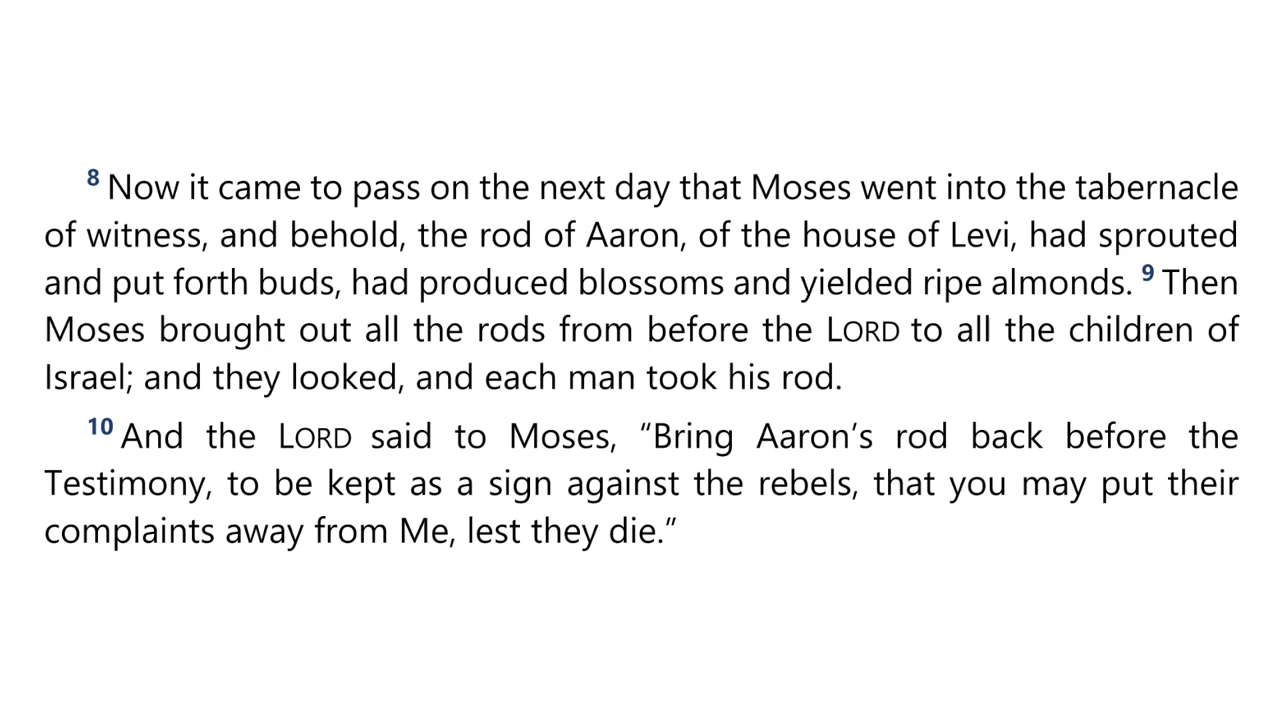 8 Now it came to pass on the next day that Moses went into the tabernacle
of witness, and behold, the rod of Aaron, of the house of Levi, had sprouted
and put forth buds, had produced blossoms and yielded ripe almonds. 9 Then
Moses brought out all the rods from before the LORD to all the children of
Israel; and they looked, and each man took his rod.
10 And the LORD said to Moses, “Bring Aaron’s rod back before the
Testimony, to be kept as a sign against the rebels, that you may put their
complaints away from Me, lest they die.”